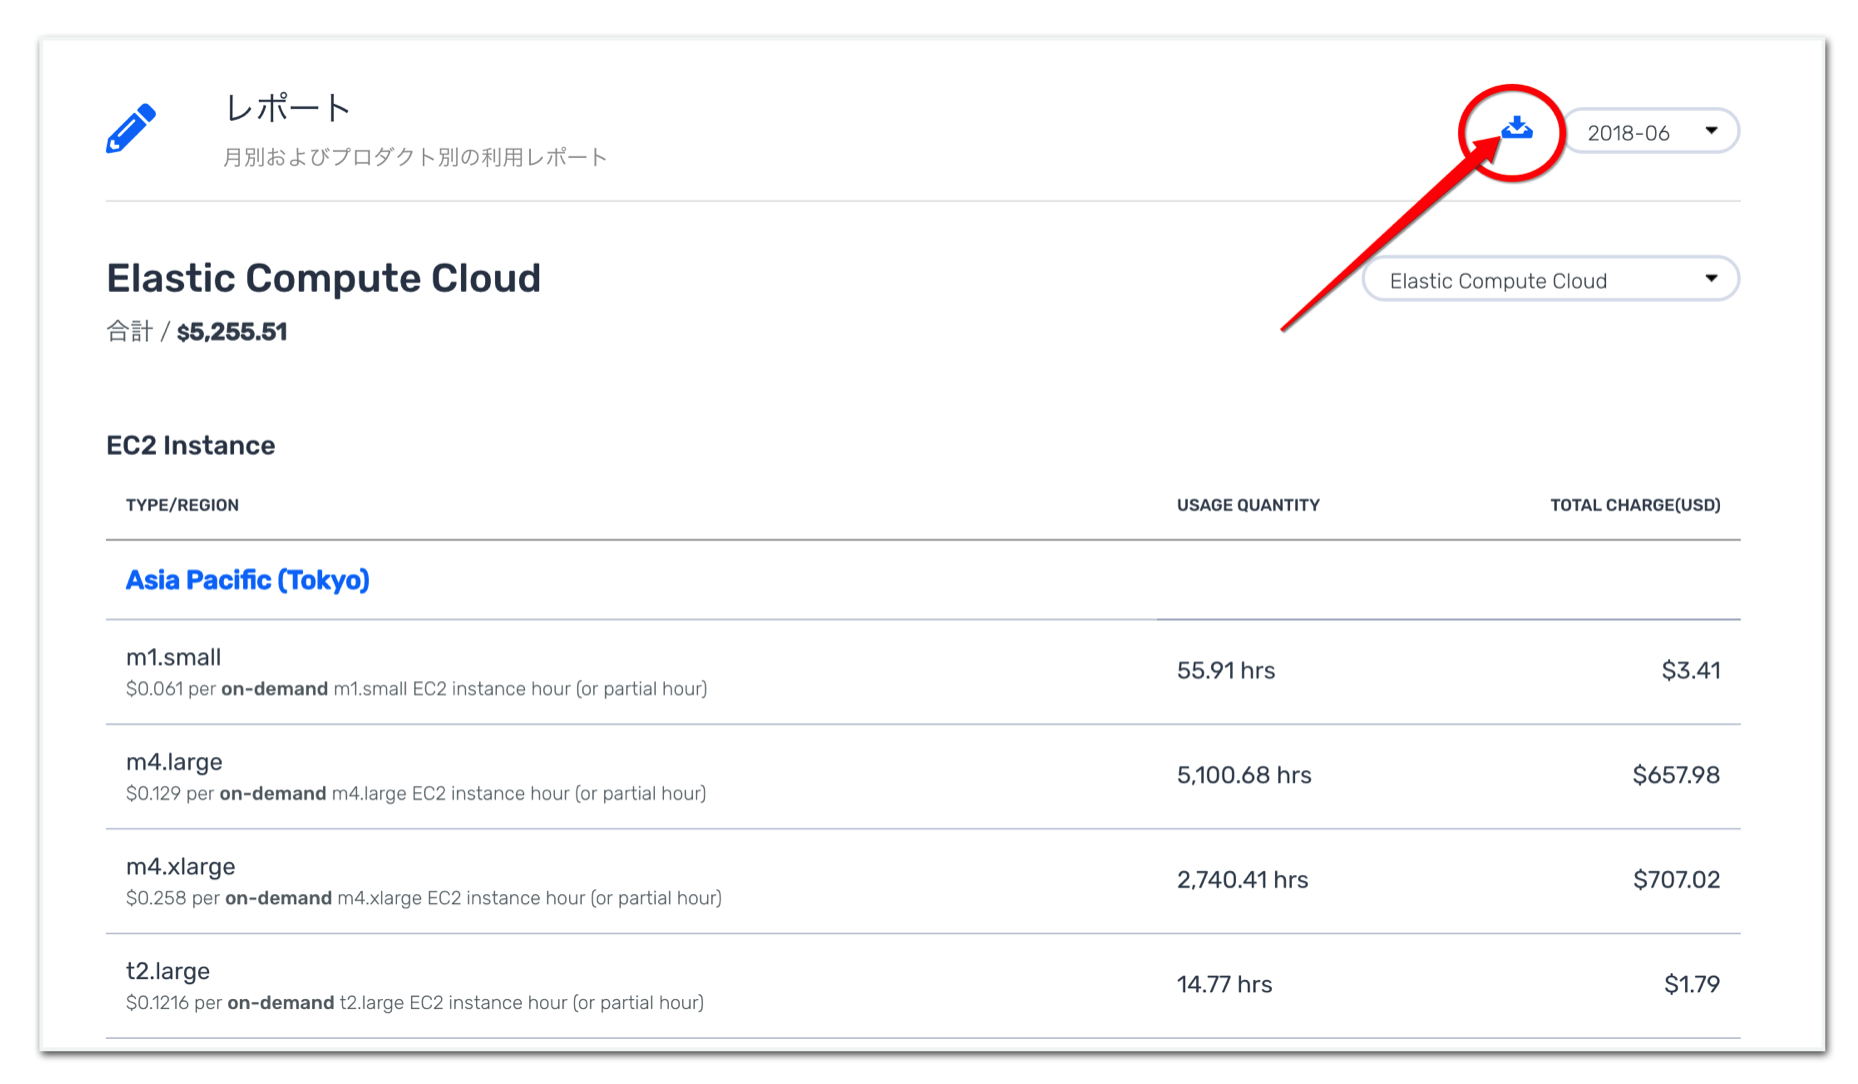 レポート
月別およびプロダクト別の利用レポート
2018-06
Elastic Compute Cloud
Elastic Compute Cloud
合計 / $5,255.51
EC2 Instance
TYPE/REGION USAGE QUANTITY TOTAL CHARGE(USD)
Asia Pacific (Tokyo)
m1.small
$0.061 per on-demand m1.small EC2 instance hour (or partial hour)
55.91 hrs $3.41
m4.large
$0.129 per on-demand m4.large EC2 instance hour (or partial hour)
5,100.68 hrs $657.98
m4.xlarge
$0.258 per on-demand m4.xlarge EC2 instance hour (or partial hour)
2,740.41 hrs $707.02
t2.large
$0.1216 per on-demand t2.large EC2 instance hour (or partial hour)
14.77 hrs $1.79